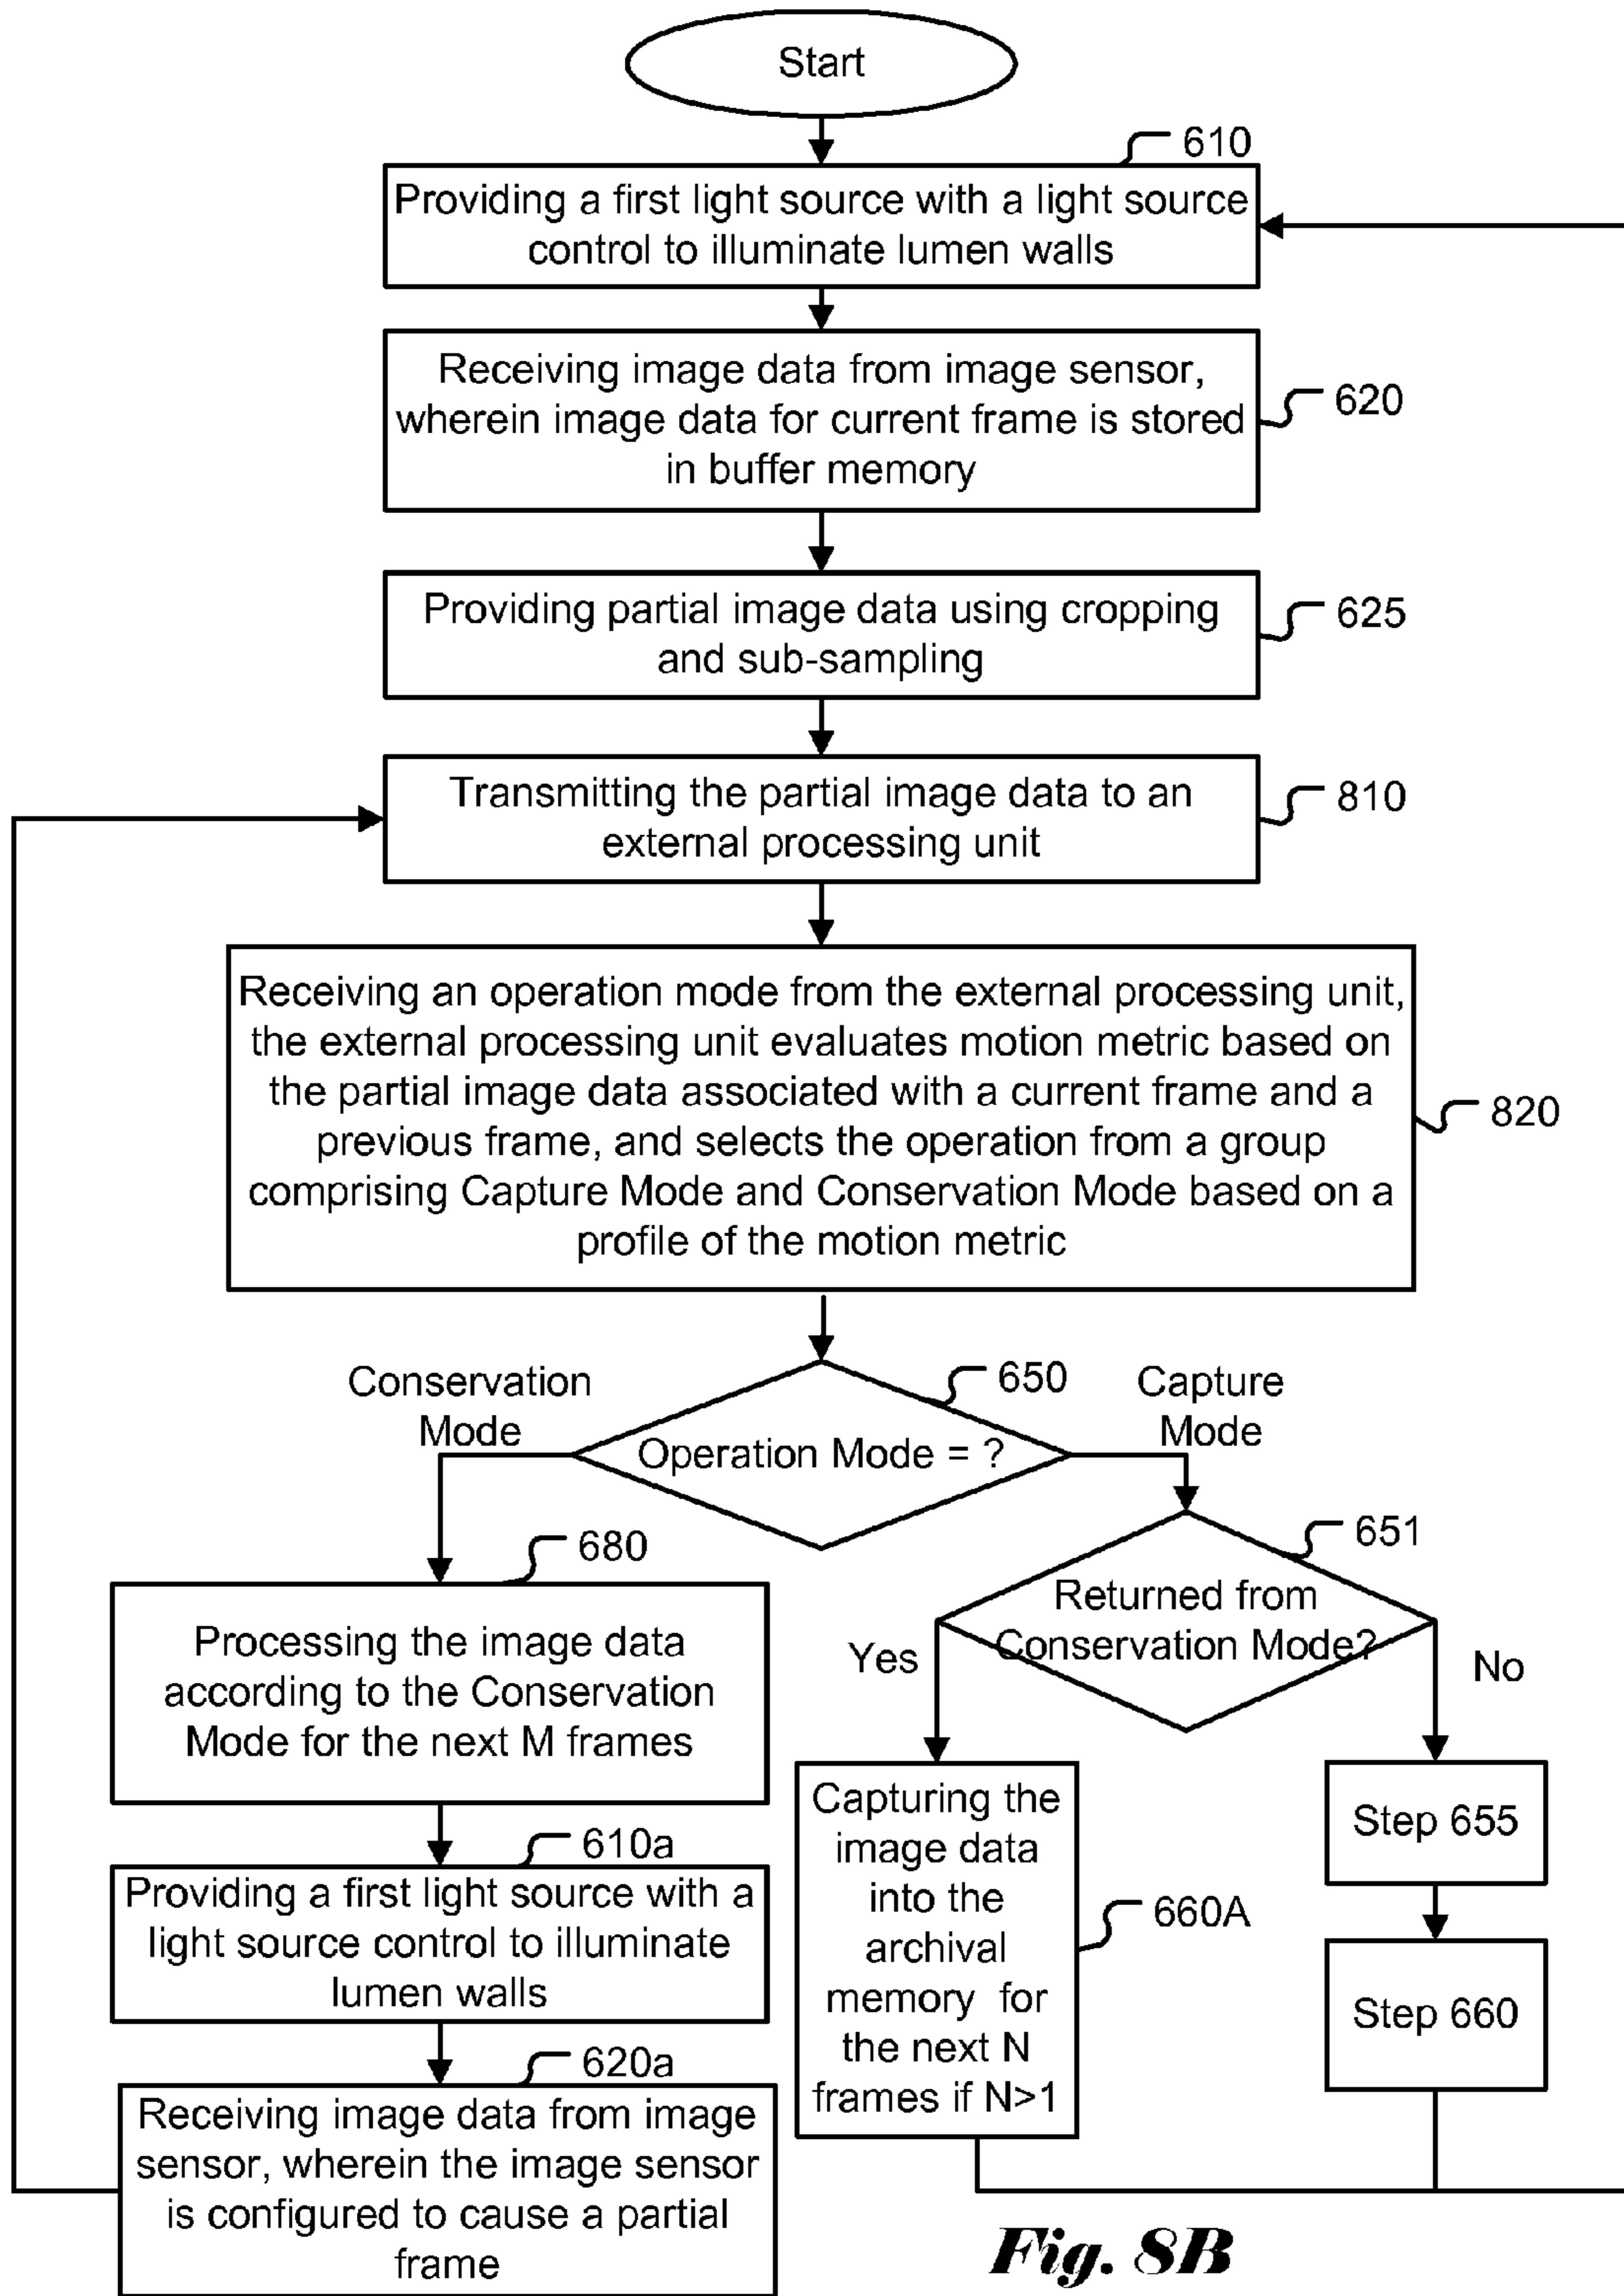 Start
610
Providing a first light source with a light source
control to illuminate lumen walls
Receiving image data from image sensor,
wherein image data for current frame is stored
in buffer memory
620
Providing partial image data using cropping
and sub-sampling
625
Transmitting the partial image data to an
external processing unit
810
Receiving an operation mode from the external processing unit,
the external processing unit evaluates motion metric based on
the partial image data associated with a current frame and a
previous frame, and selects the operation from a group
comprising Capture Mode and Conservation Mode based on a
profile of the motion metric
820
Conservation
Mode
650
Capture
Mode
Operation Mode = ?
680
Processing the image data
according to the Conservation
Mode for the next M frames
651
Returned from
Conservation Mode?
Yes
No
610a
Providing a first light source with a
light source control to illuminate
lumen walls
620a
Receiving image data from image
sensor, wherein the image sensor
is configured to cause a partial
frame
Capturing the
image data
into the
archival
memory for
the next N
frames if N>1
660A
Step 655
Step 660
Fig. 8B